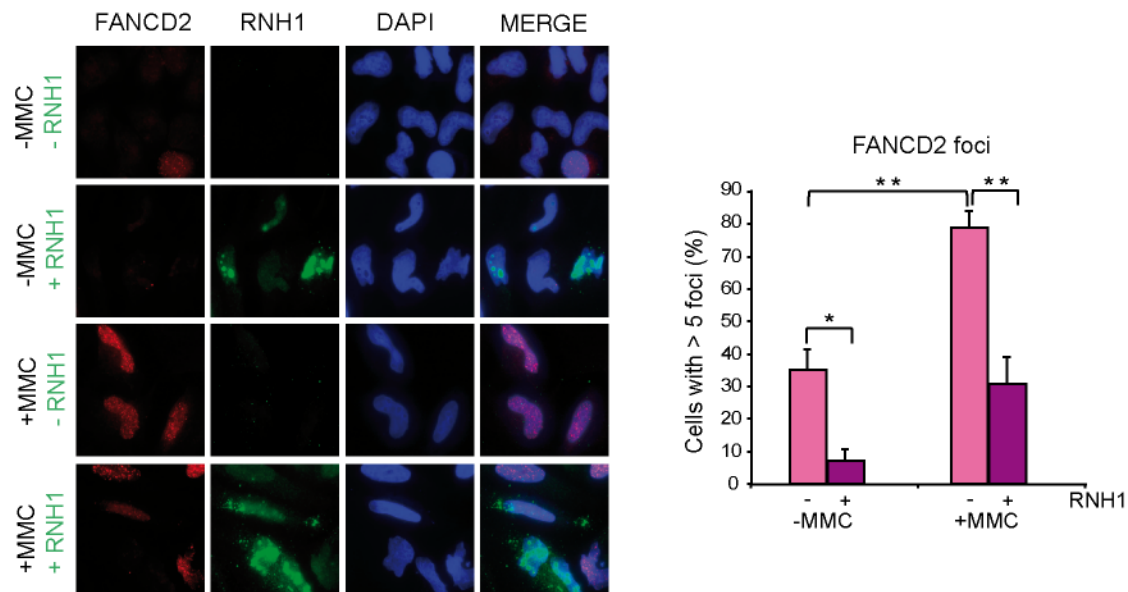 FANCD2 RNH1 DAPI MERGE
-MMC
- RNH1
-MMC
+ RNH1
+MMC
- RNH1
+MMC
+ RNH1
FANCD2 foci
Cells with > 5 foci (%)
90
80
70
60
50
40
30
20
10
0
* *
* *
*
- + - + RNH1
-MMC +MMC